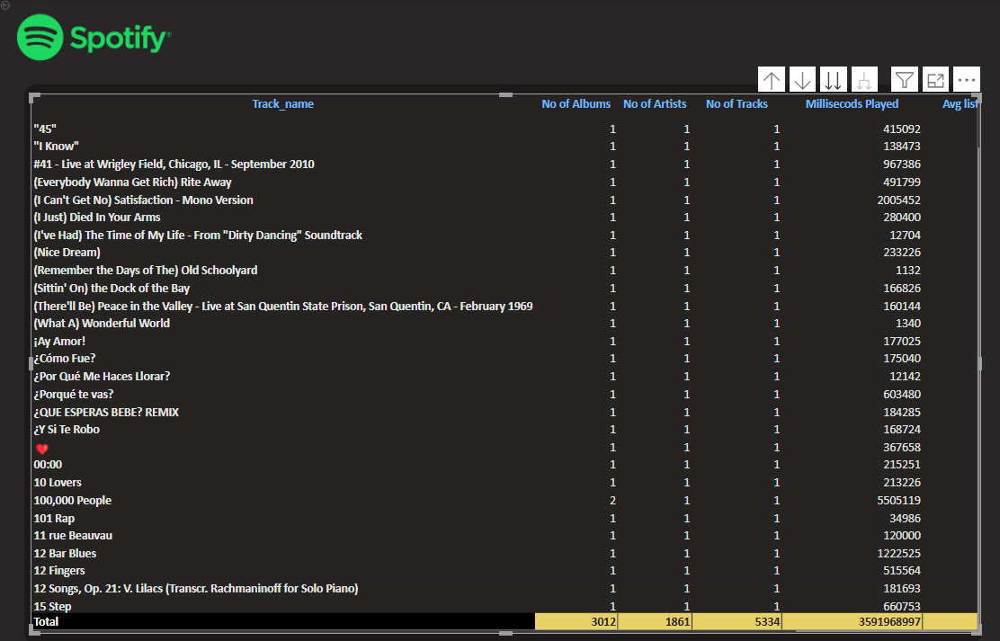 Spotify®
Track_name No of Albums No of Artists No of Tracks Millisecods Played Avg list
"45" 1 1 1 415092
"I Know" 1 1 1 138473
#41 - Live at Wrigley Field, Chicago, IL - September 2010 1 1 1 967386
(Everybody Wanna Get Rich) Rite Away 1 1 1 491799
(I Can't Get No) Satisfaction - Mono Version 1 1 1 2005452
(I Just) Died In Your Arms 1 1 1 280400
(I've Had) The Time of My Life - From "Dirty Dancing" Soundtrack 1 1 1 12704
(Nice Dream) 1 1 1 233226
(Remember the Days of The) Old Schoolyard 1 1 1 1132
(Sittin' On) the Dock of the Bay 1 1 1 166826
(There'll Be) Peace in the Valley - Live at San Quentin State Prison, San Quentin, CA - February 1969 1 1 1 160144
(What A) Wonderful World 1 1 1 1340
¡Ay Amor! 1 1 1 177025
¿Cómo Fue? 1 1 1 175040
¿Por Qué Me Haces Llorar? 1 1 1 12142
¿Porqué te vas? 1 1 1 603480
¿QUE ESPERAS BEBE? REMIX 1 1 1 184285
¿Y Si Te Robo 1 1 1 168724
❤️ 1 1 1 367658
00:00 1 1 1 215251
10 Lovers 1 1 1 213226
100,000 People 2 1 1 5505119
101 Rap 1 1 1 34986
11 rue Beauvau 1 1 1 120000
12 Bar Blues 1 1 1 1222525
12 Fingers 1 1 1 515564
12 Songs, Op. 21: V. Lilacs (Transcr. Rachmaninoff for Solo Piano) 1 1 1 181693
15 Step 1 1 1 660753
Total 3012 1861 5334 3591968997